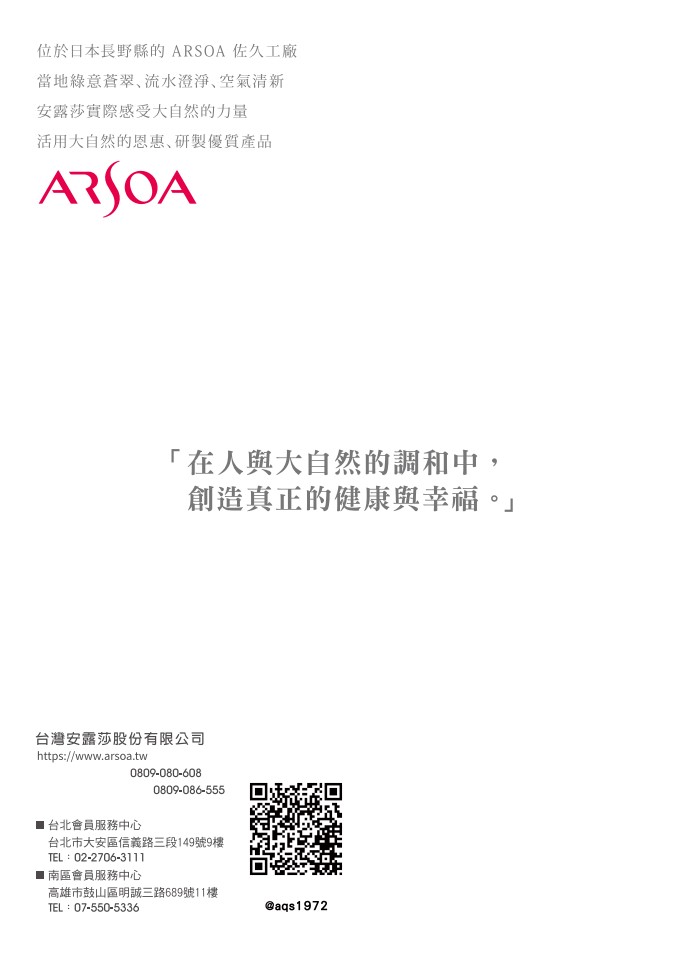 位於日本長野縣的 ARSOA 佐久工廠
當地綠意蒼翠、流水澄淨、空氣清新
安露莎實際感受大自然的力量
活用大自然的恩惠、研製優質產品
ARSOA
「在人與大自然的調和中，
創造真正的健康與幸福。」
台灣安露莎股份有限公司
https://www.arsoa.tw
0809-080-608
0809-086-555
■ 台北會員服務中心
台北市大安區信義路三段149號9樓
TEL：02-2706-3111
■ 南區會員服務中心
高雄市鼓山區明誠三路689號11樓
TEL：07-550-5336
@aqs1972